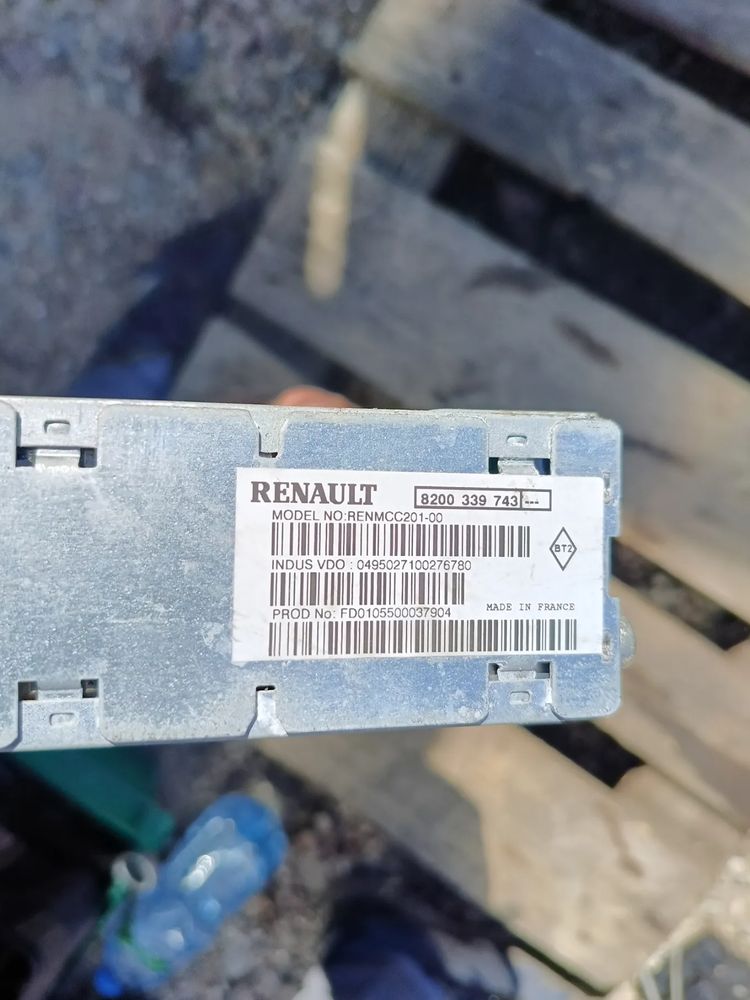 RENAULT 8200 339 743 ---
MODEL NO:RENMCC201-00
INDUS VDO : 0495027100276780
BT2
PROD No: FD0105500037904 MADE IN FRANCE